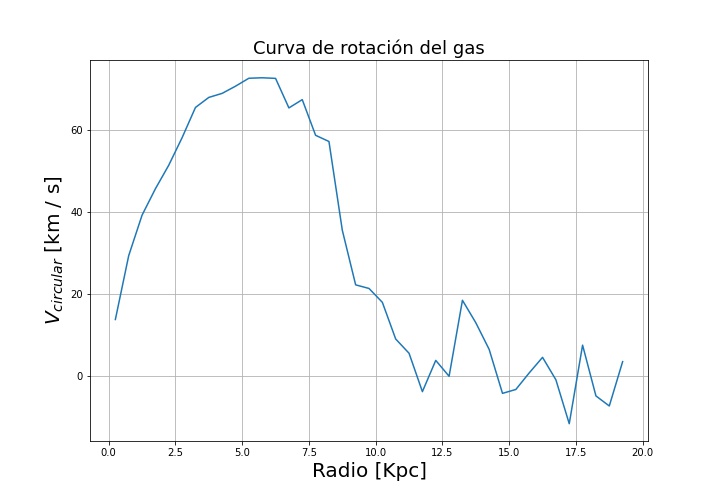 Curva de rotación del gas
V_circular [km / s]
60
40
20
0
0.0 2.5 5.0 7.5 10.0 12.5 15.0 17.5 20.0
Radio [Kpc]